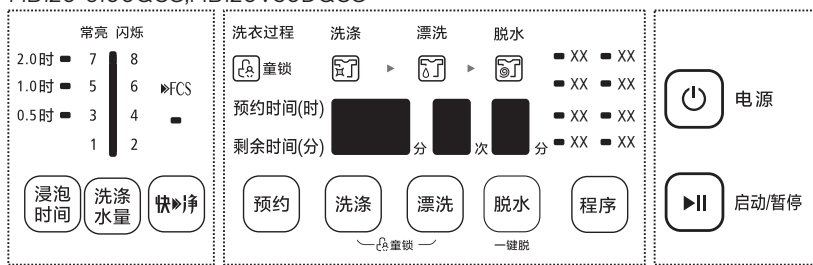 常亮 闪烁
2.0时 7 8
1.0时 5 6 FCS
0.5时 3 4
1 2
浸泡时间
洗涤水量
快净
洗衣过程 洗涤 漂洗 脱水
童锁
XX XX
XX XX
XX XX
XX XX
预约时间(时)
剩余时间(分) 分 次 分
预约 洗涤 漂洗 脱水 程序
童锁 一键脱
电源
启动/暂停